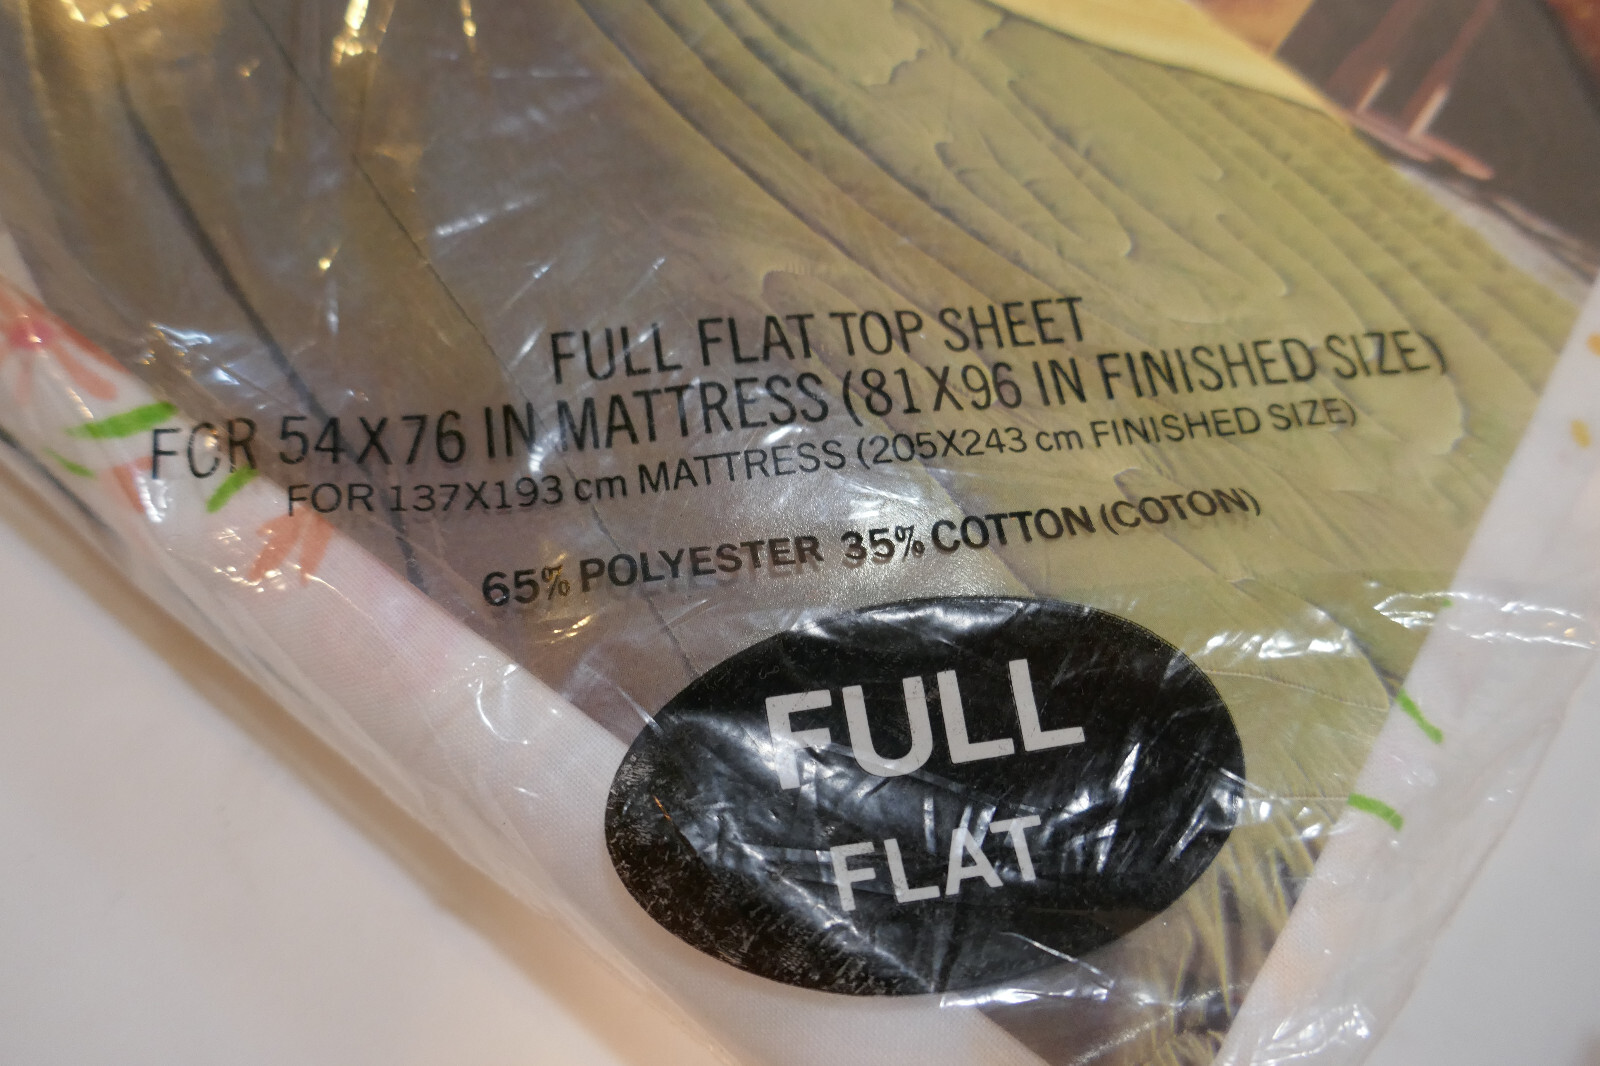 FULL FLAT TOP SHEET
FOR 54X76 IN MATTRESS (81X96 IN FINISHED SIZE)
FOR 137X193 cm MATTRESS (205X243 cm FINISHED SIZE)
65% POLYESTER 35% COTTON (COTON)
FULL
FLAT